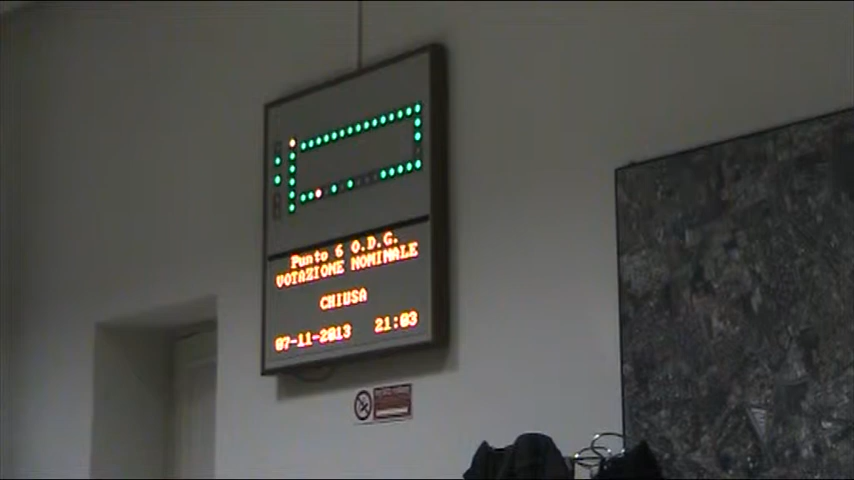 Punto 6 O.D.G.
VOTAZIONE NOMINALE
CHIUSA
07-11-2013 21:03